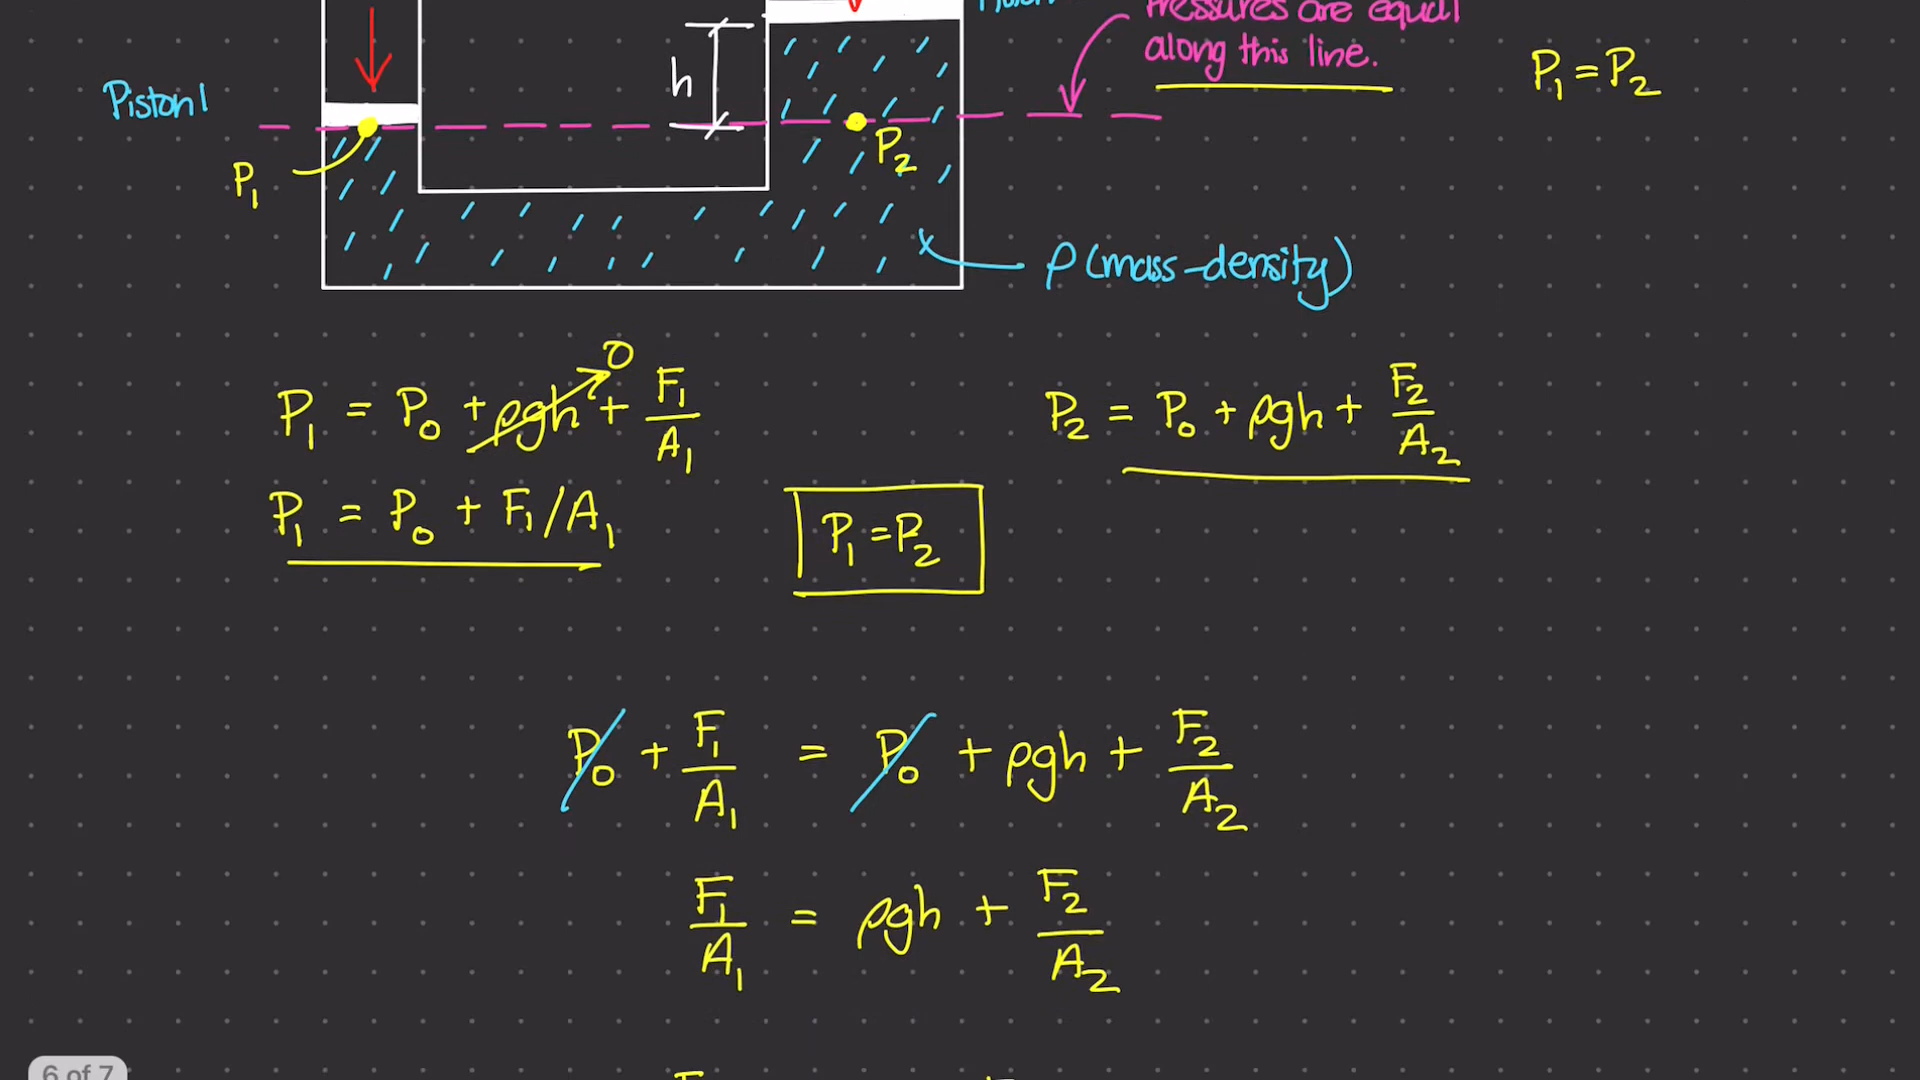 Pressures are equal
along this line.
P₁ = P₂
h
Piston 1
P₁
P₂
ρ (mass-density)
P₁ = P₀ + ρgh + F₁/A₁
0
P₂ = P₀ + ρgh + F₂/A₂
P₁ = P₀ + F₁/A₁
P₁ = P₂
P₀ + F₁/A₁ = P₀ + ρgh + F₂/A₂
F₁/A₁ = ρgh + F₂/A₂
6 of 7